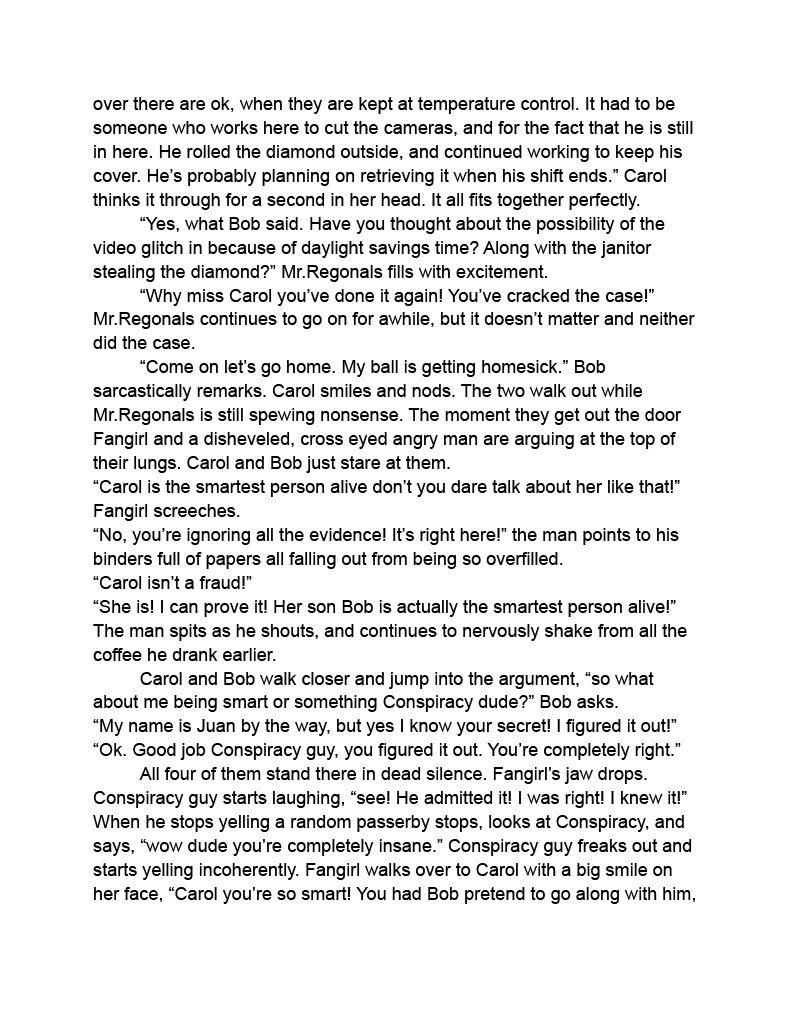 over there are ok, when they are kept at temperature control. It had to be
someone who works here to cut the cameras, and for the fact that he is still
in here. He rolled the diamond outside, and continued working to keep his
cover. He’s probably planning on retrieving it when his shift ends.” Carol
thinks it through for a second in her head. It all fits together perfectly.
“Yes, what Bob said. Have you thought about the possibility of the
video glitch in because of daylight savings time? Along with the janitor
stealing the diamond?” Mr.Regonals fills with excitement.
“Why miss Carol you’ve done it again! You’ve cracked the case!”
Mr.Regonals continues to go on for awhile, but it doesn’t matter and neither
did the case.
“Come on let’s go home. My ball is getting homesick.” Bob
sarcastically remarks. Carol smiles and nods. The two walk out while
Mr.Regonals is still spewing nonsense. The moment they get out the door
Fangirl and a disheveled, cross eyed angry man are arguing at the top of
their lungs. Carol and Bob just stare at them.
“Carol is the smartest person alive don’t you dare talk about her like that!”
Fangirl screeches.
“No, you’re ignoring all the evidence! It’s right here!” the man points to his
binders full of papers all falling out from being so overfilled.
“Carol isn’t a fraud!”
“She is! I can prove it! Her son Bob is actually the smartest person alive!”
The man spits as he shouts, and continues to nervously shake from all the
coffee he drank earlier.
Carol and Bob walk closer and jump into the argument, “so what
about me being smart or something Conspiracy dude?” Bob asks.
“My name is Juan by the way, but yes I know your secret! I figured it out!”
“Ok. Good job Conspiracy guy, you figured it out. You’re completely right.”
All four of them stand there in dead silence. Fangirl’s jaw drops.
Conspiracy guy starts laughing, “see! He admitted it! I was right! I knew it!”
When he stops yelling a random passerby stops, looks at Conspiracy, and
says, “wow dude you’re completely insane.” Conspiracy guy freaks out and
starts yelling incoherently. Fangirl walks over to Carol with a big smile on
her face, “Carol you’re so smart! You had Bob pretend to go along with him,